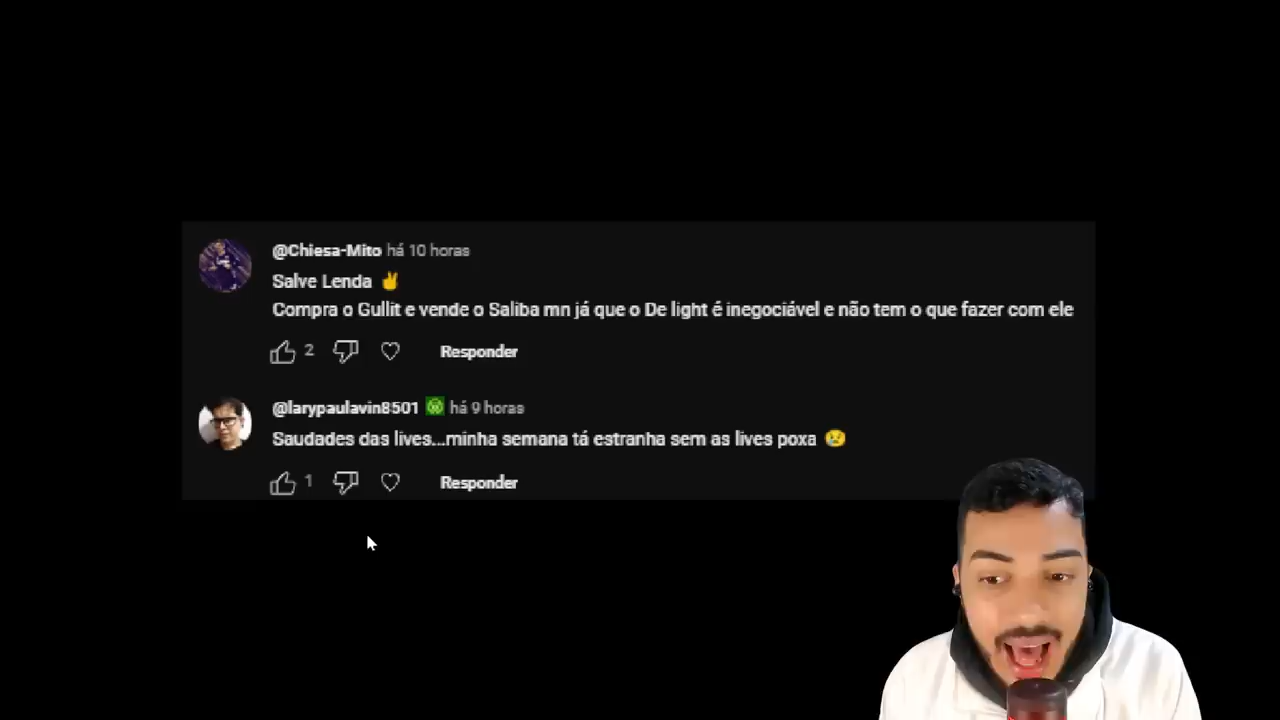 @Chiesa-Mito há 10 horas
Salve Lenda ✌
Compra o Gullit e vende o Saliba mn já que o De light é inegociável e não tem o que fazer com ele
2 Responder
@larypaulavin8501 há 9 horas
Saudades das lives...minha semana tá estranha sem as lives poxa 😢
1 Responder